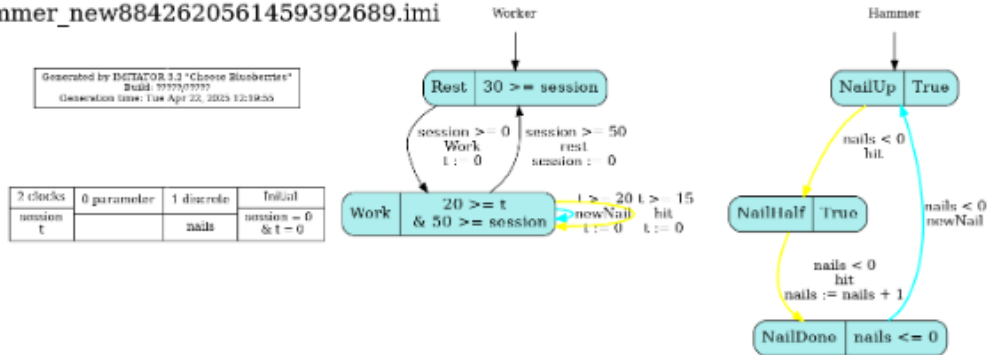 mmer_new8842620561459392689.imi
Generated by IMITATOR 3.2 "Cheese Blueberries"
Build: ?????/?????
Generation time: Tue Apr 22, 2025 12:19:55
2 clocks
0 parameter
1 discrete
Initial
session
t
nails
session = 0
& t = 0
Worker
Rest
30 >= session
session >= 0
Work
t := 0
session >= 50
rest
session := 0
Work
20 >= t
& 50 >= session
t >= 20
newNail
t := 0
t >= 15
hit
t := 0
Hammer
NailUp
True
nails < 0
hit
NailHalf
True
nails < 0
newNail
nails < 0
hit
nails := nails + 1
NailDone
nails <= 0